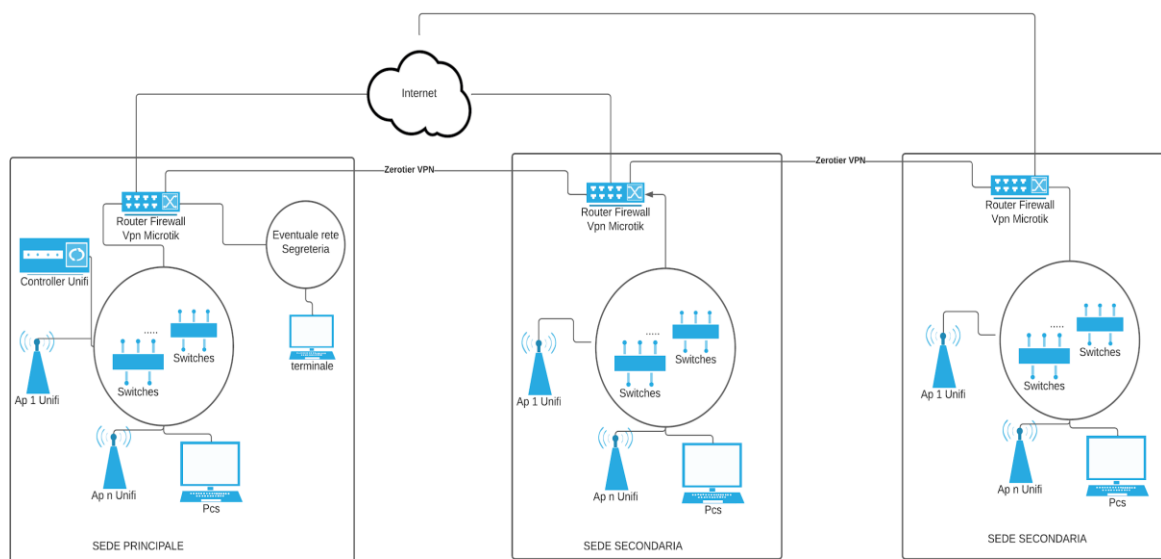 Internet
Zerotier VPN
Zerotier VPN
Router Firewall
Vpn Microtik
Eventuale rete
Segreteria
Controller Unifi
.....
Switches
Switches
terminale
Ap 1 Unifi
Ap n Unifi
Pcs
SEDE PRINCIPALE
Router Firewall
Vpn Microtik
.....
Switches
Switches
Ap 1 Unifi
Ap n Unifi
Pcs
SEDE SECONDARIA
Router Firewall
Vpn Microtik
.....
Switches
Switches
Ap 1 Unifi
Ap n Unifi
Pcs
SEDE SECONDARIA